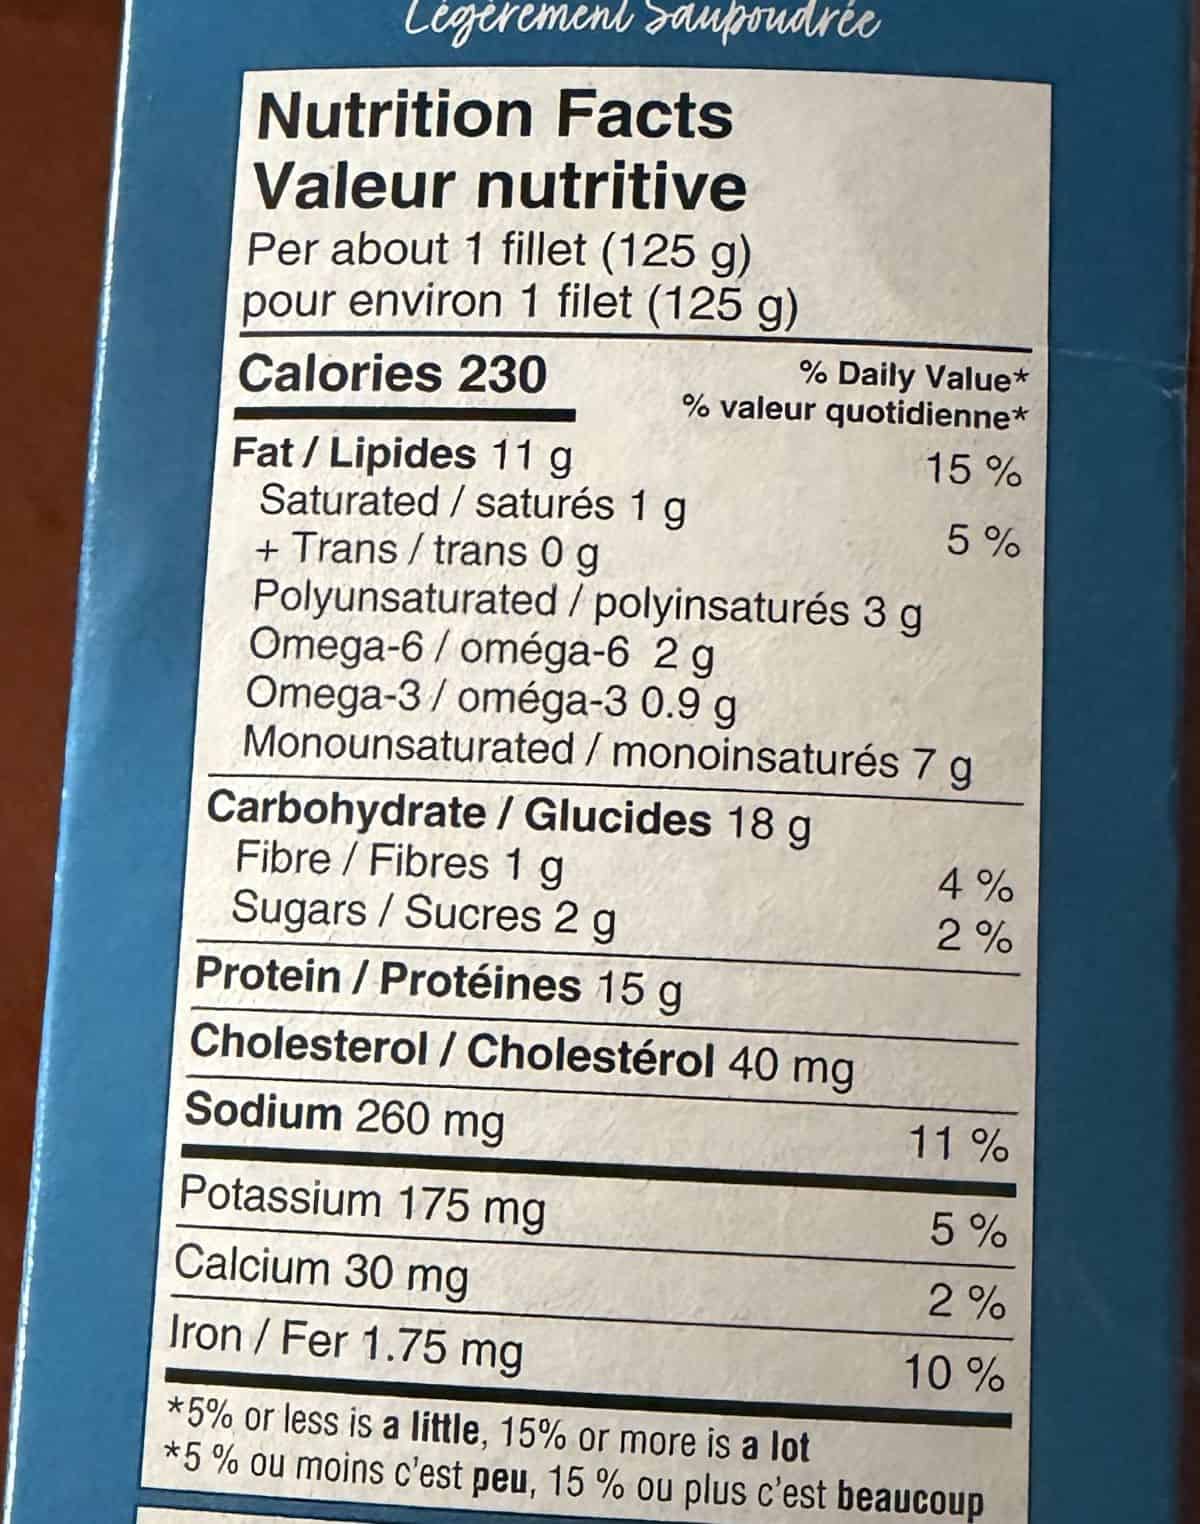 Légèrement Saupoudrée
Nutrition Facts
Valeur nutritive
Per about 1 fillet (125 g)
pour environ 1 filet (125 g)
Calories 230
% Daily Value*
% valeur quotidienne*
Fat / Lipides 11 g 15 %
Saturated / saturés 1 g
+ Trans / trans 0 g 5 %
Polyunsaturated / polyinsaturés 3 g
Omega-6 / oméga-6 2 g
Omega-3 / oméga-3 0.9 g
Monounsaturated / monoinsaturés 7 g
Carbohydrate / Glucides 18 g
Fibre / Fibres 1 g 4 %
Sugars / Sucres 2 g 2 %
Protein / Protéines 15 g
Cholesterol / Cholestérol 40 mg
Sodium 260 mg 11 %
Potassium 175 mg 5 %
Calcium 30 mg 2 %
Iron / Fer 1.75 mg 10 %
*5% or less is a little, 15% or more is a lot
*5 % ou moins c'est peu, 15 % ou plus c'est beaucoup